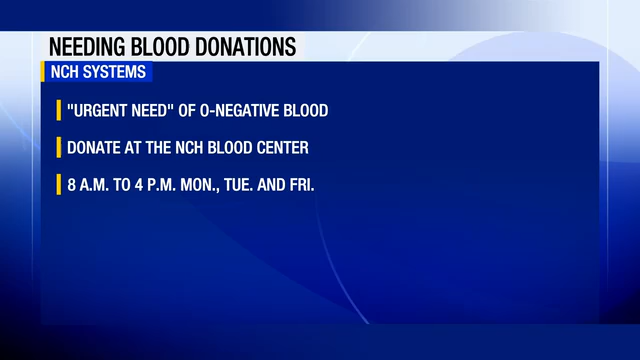 NEEDING BLOOD DONATIONS
NCH SYSTEMS
"URGENT NEED" OF O-NEGATIVE BLOOD
DONATE AT THE NCH BLOOD CENTER
8 A.M. TO 4 P.M. MON., TUE. AND FRI.